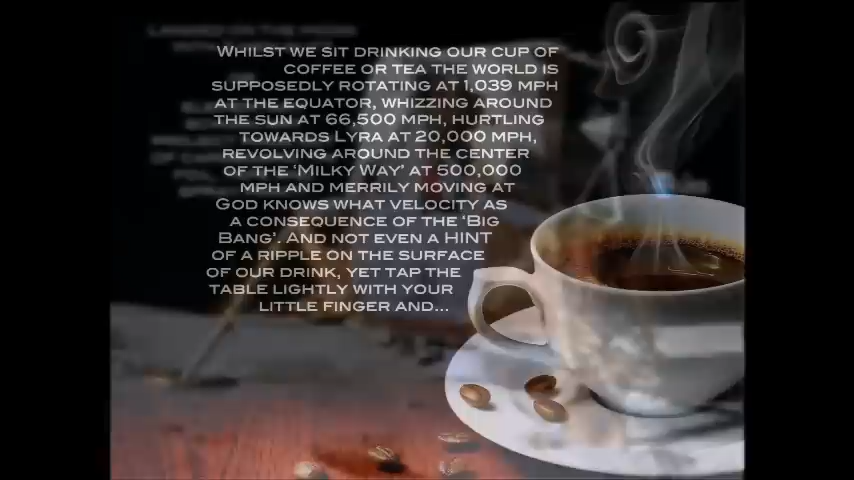 Whilst we sit drinking our cup of
coffee or tea the world is
supposedly rotating at 1,039 mph
at the equator, whizzing around
the sun at 66,500 mph, hurtling
towards Lyra at 20,000 mph,
revolving around the center
of the 'Milky Way' at 500,000
mph and merrily moving at
God knows what velocity as
a consequence of the 'Big
Bang'. And not even a hint
of a ripple on the surface
of our drink, yet tap the
table lightly with your
little finger and...